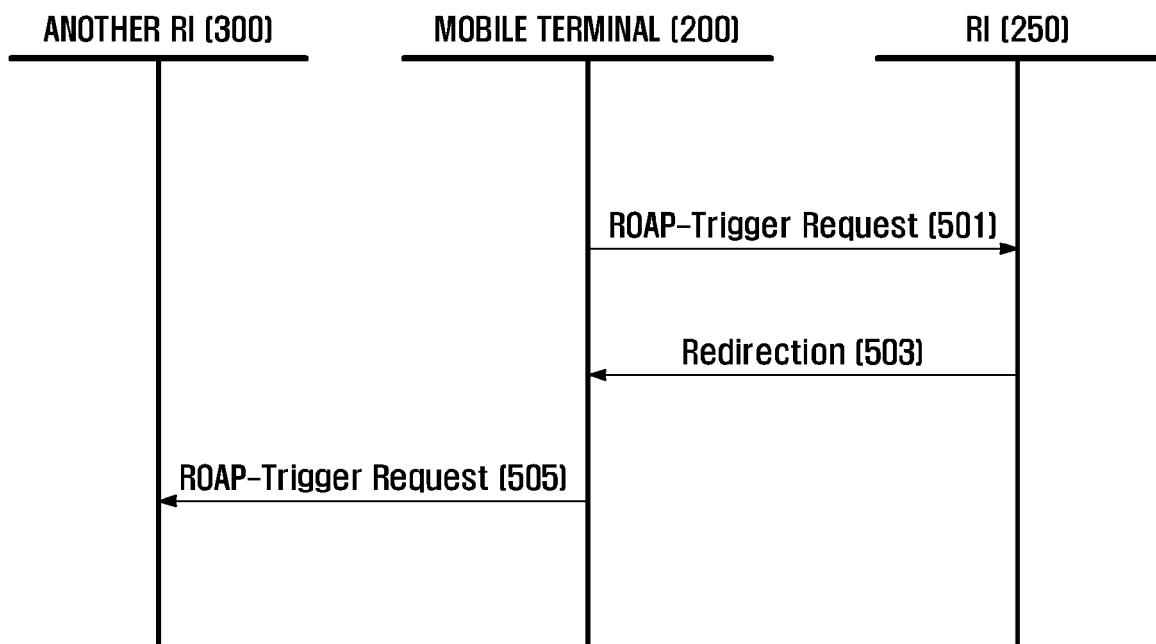 ANOTHER RI (300)
MOBILE TERMINAL (200)
RI (250)
ROAP-Trigger Request (501)
Redirection (503)
ROAP-Trigger Request (505)